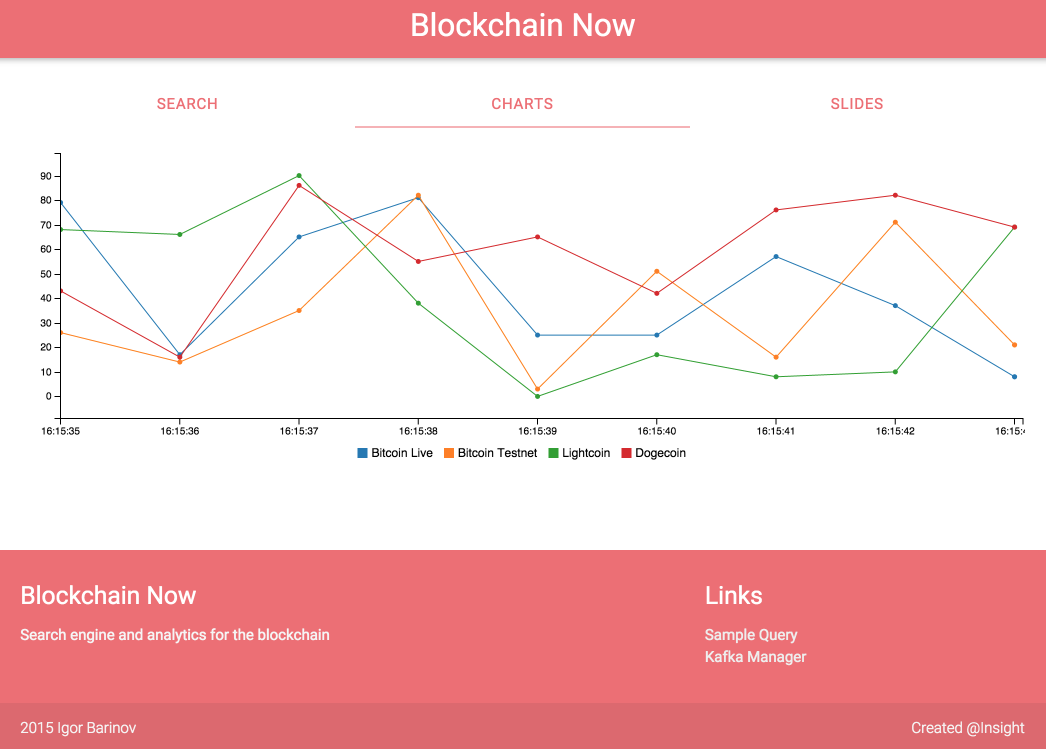 Blockchain Now
SEARCH CHARTS SLIDES
90
80
70
60
50
40
30
20
10
0
16:15:35 16:15:36 16:15:37 16:15:38 16:15:39 16:15:40 16:15:41 16:15:42
Bitcoin Live Bitcoin Testnet Lightcoin Dogecoin
Blockchain Now
Search engine and analytics for the blockchain
Links
Sample Query
Kafka Manager
2015 Igor Barinov
Created @Insight